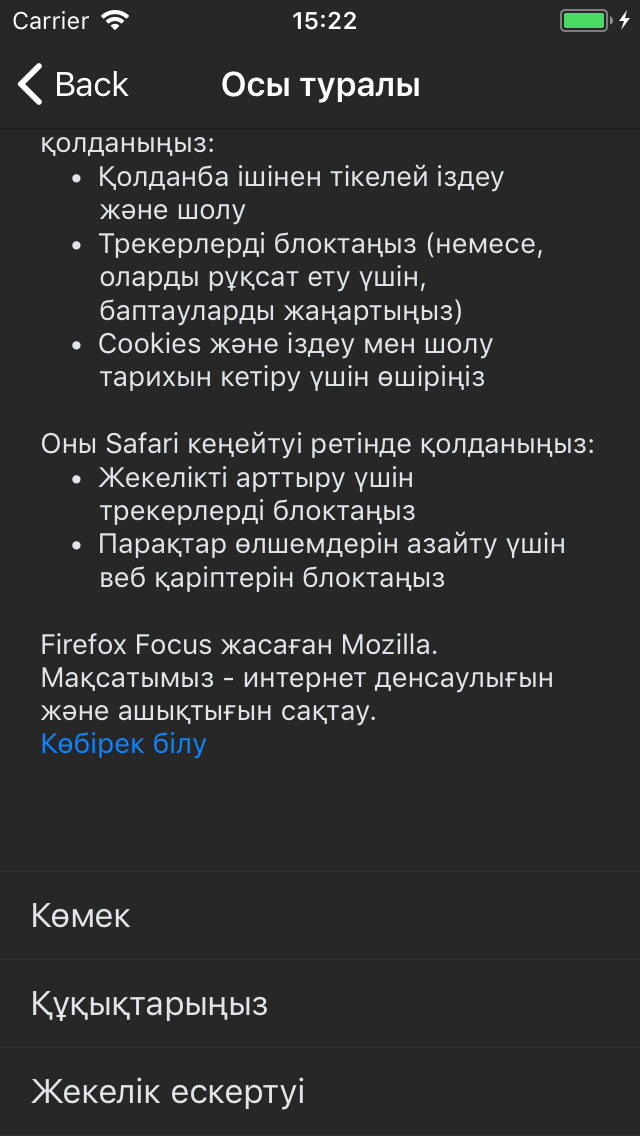 Carrier 15:22
Back Осы туралы
қолданыңыз:
• Қолданба ішінен тікелей іздеу
және шолу
• Трекерлерді блоктаңыз (немесе,
оларды рұқсат ету үшін,
баптауларды жаңартыңыз)
• Cookies және іздеу мен шолу
тарихын кетіру үшін өшіріңіз
Оны Safari кеңейтуі ретінде қолданыңыз:
• Жекелікті арттыру үшін
трекерлерді блоктаңыз
• Парақтар өлшемдерін азайту үшін
веб қаріптерін блоктаңыз
Firefox Focus жасаған Mozilla.
Мақсатымыз - интернет денсаулығын
және ашықтығын сақтау.
Көбірек білу
Көмек
Құқықтарыңыз
Жекелік ескертуі